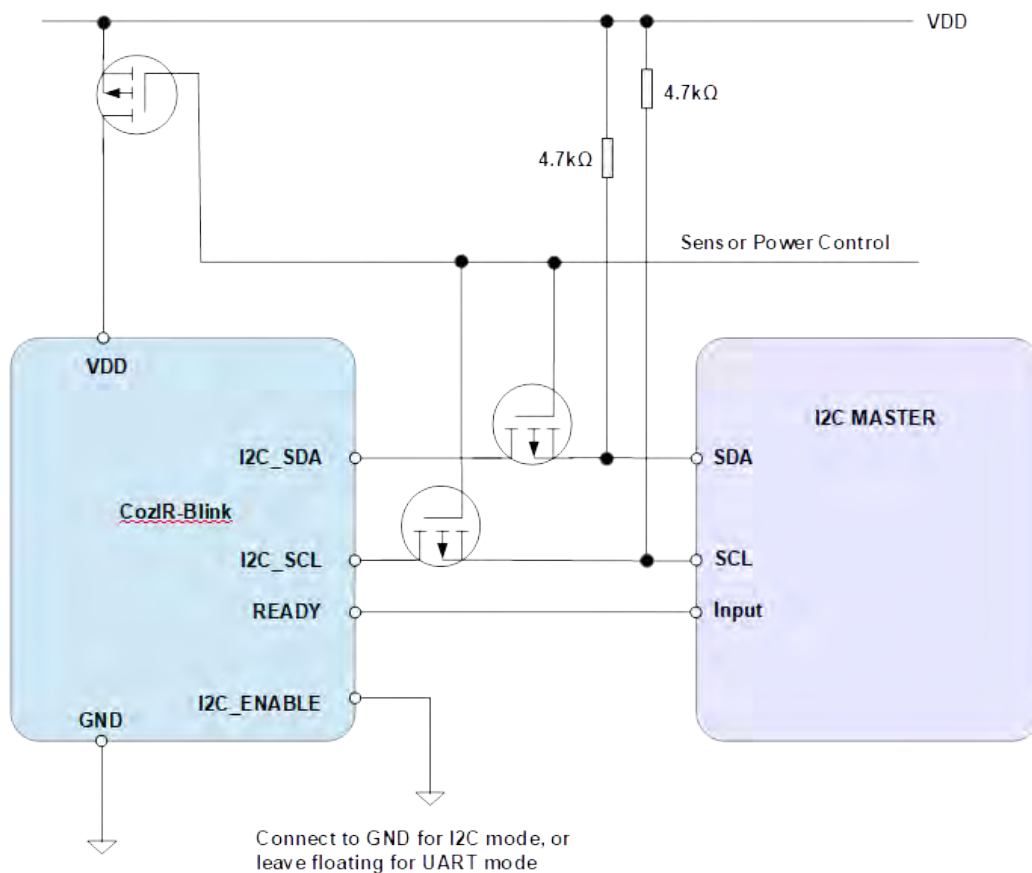 VDD
4.7kΩ
4.7kΩ
Sensor Power Control
VDD
I2C MASTER
I2C_SDA
SDA
CozIR-Blink
I2C_SCL
SCL
READY
Input
I2C_ENABLE
GND
Connect to GND for I2C mode, or
leave floating for UART mode